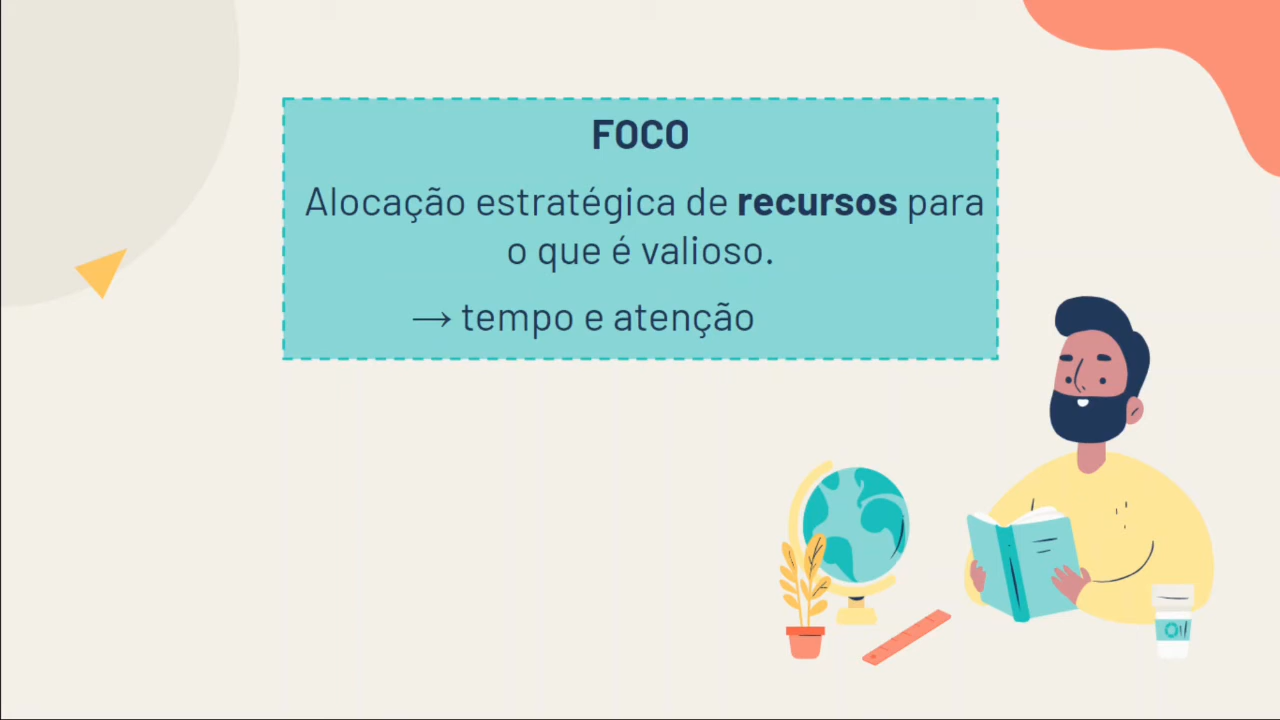 FOCO
Alocação estratégica de recursos para
o que é valioso.
→ tempo e atenção